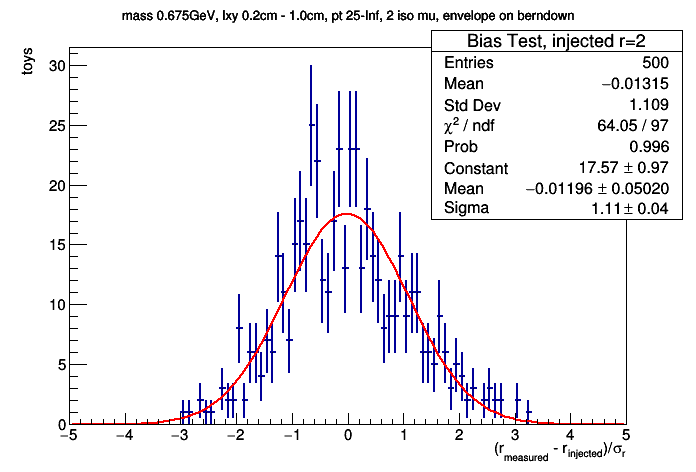 mass 0.675GeV, lxy 0.2cm - 1.0cm, pt 25-Inf, 2 iso mu, envelope on berndown
Bias Test, injected r=2
Entries 500
Mean −0.01315
Std Dev 1.109
χ² / ndf 64.05 / 97
Prob 0.996
Constant 17.57 ± 0.97
Mean −0.01196 ± 0.05020
Sigma 1.11 ± 0.04
toys
30
25
20
15
10
5
0
−5 −4 −3 −2 −1 0 1 2 3 4 5
(r_measured - r_injected)/σ_r